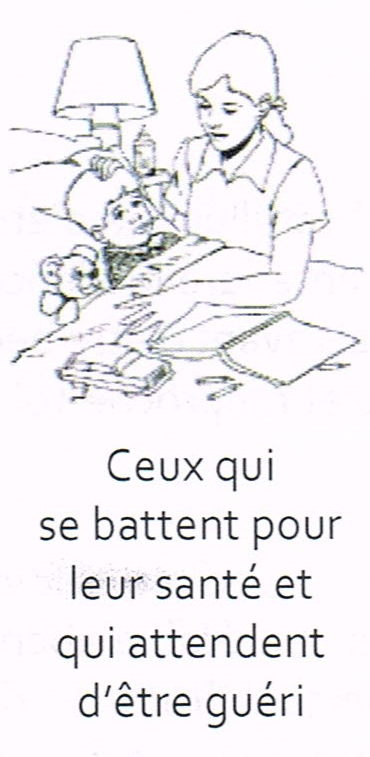 Ceux qui
se battent pour
leur santé et
qui attendent
d'être guéri